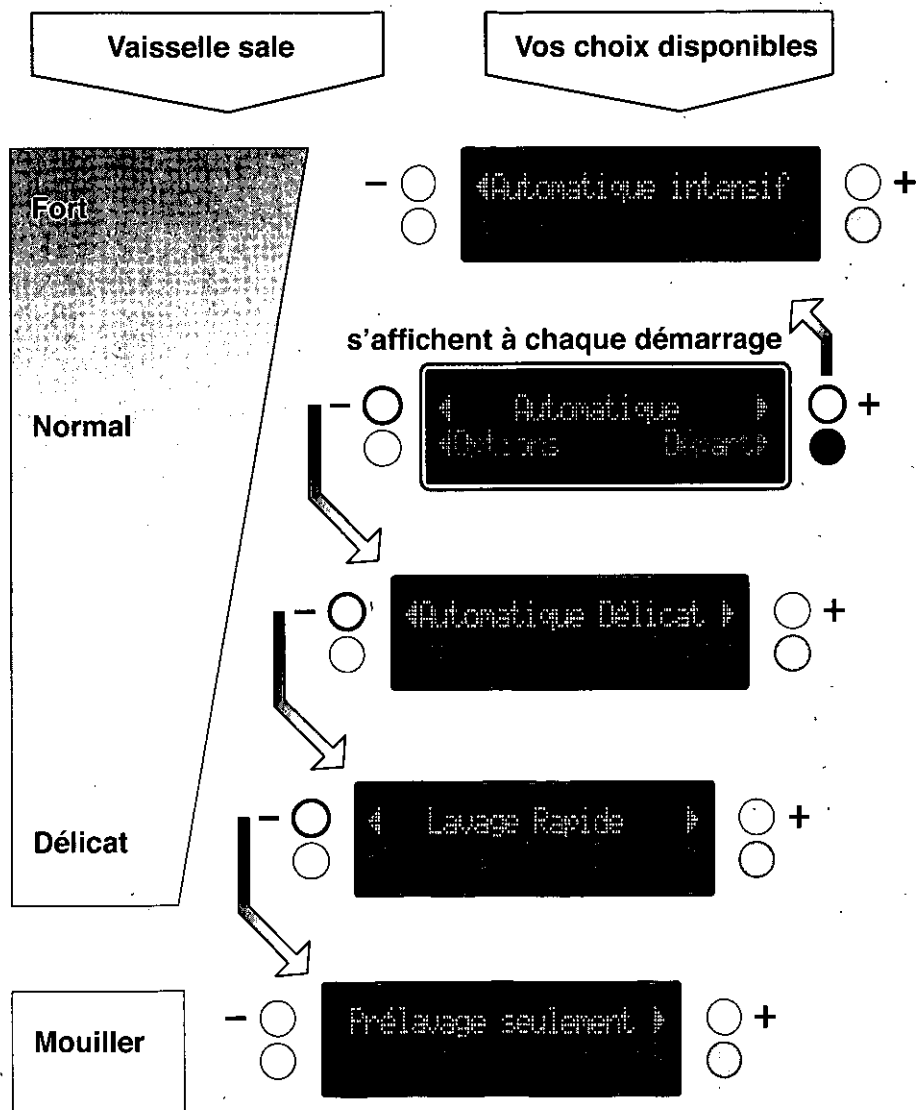 Vaisselle sale
Vos choix disponibles
Fort
- ◀Automatique intensif +
s'affichent à chaque démarrage
Normal
- ◀ Automatique ▶ +
◀Options Départ▶
- ◀Automatique Délicat ▶ +
Délicat
- ◀ Lavage Rapide ▶ +
Mouiller
- Prélavage seulement ▶ +